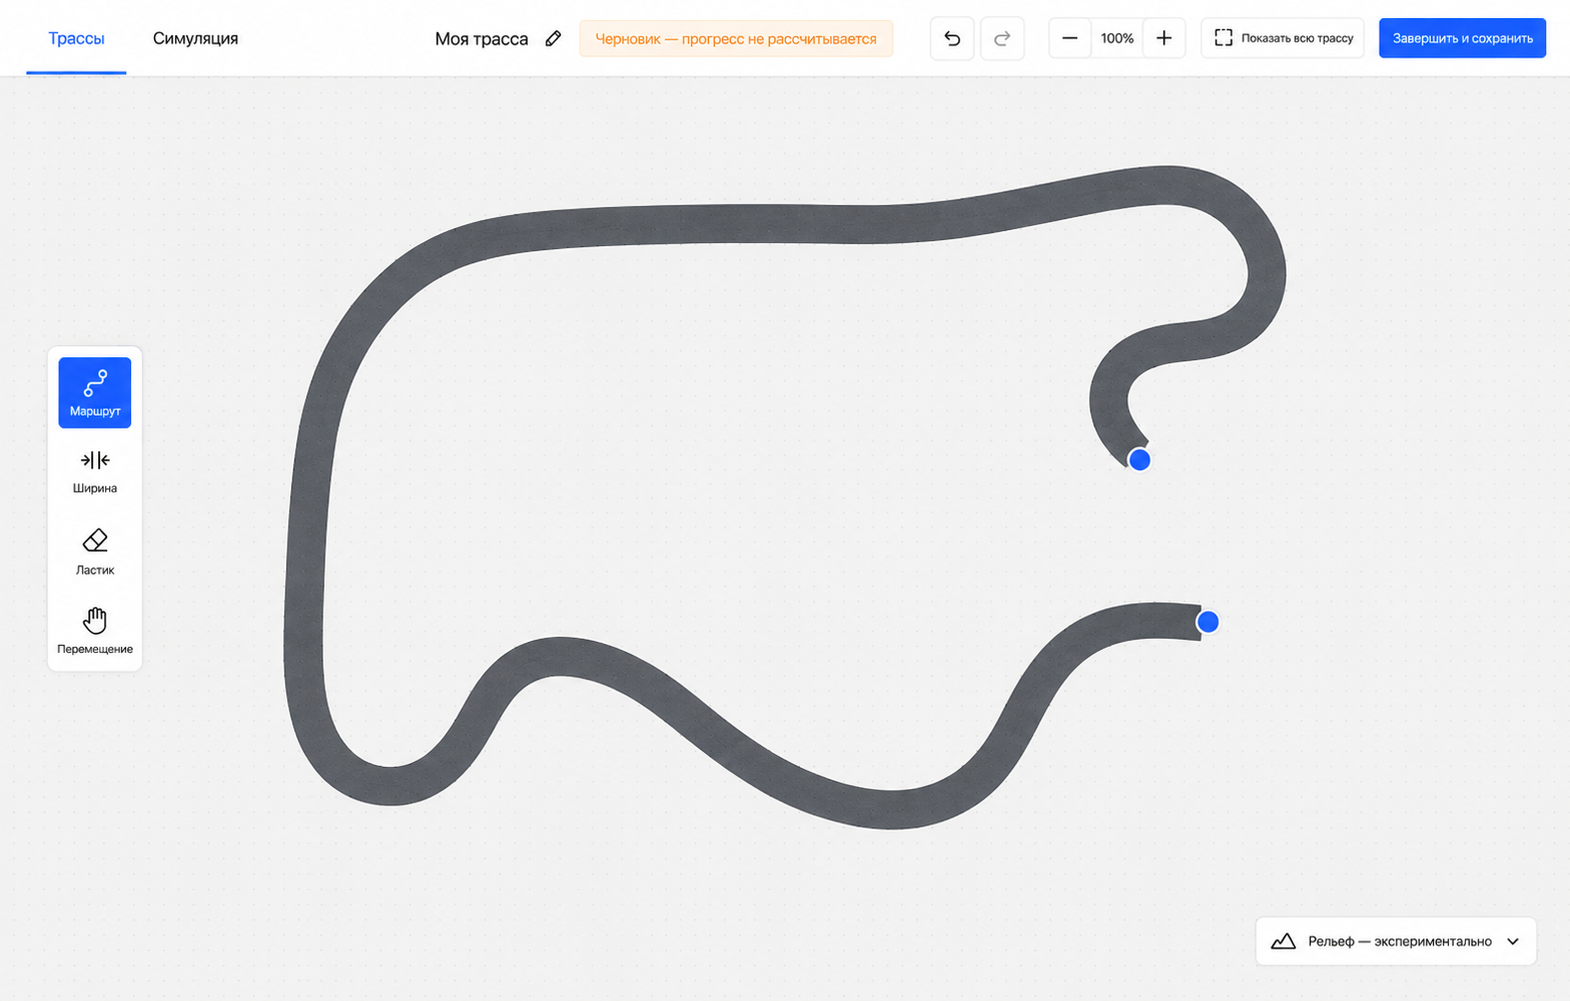 Трассы
Симуляция
Моя трасса
Черновик — прогресс не рассчитывается
100%
Показать всю трассу
Завершить и сохранить
Маршрут
Ширина
Ластик
Перемещение
Рельеф — экспериментально